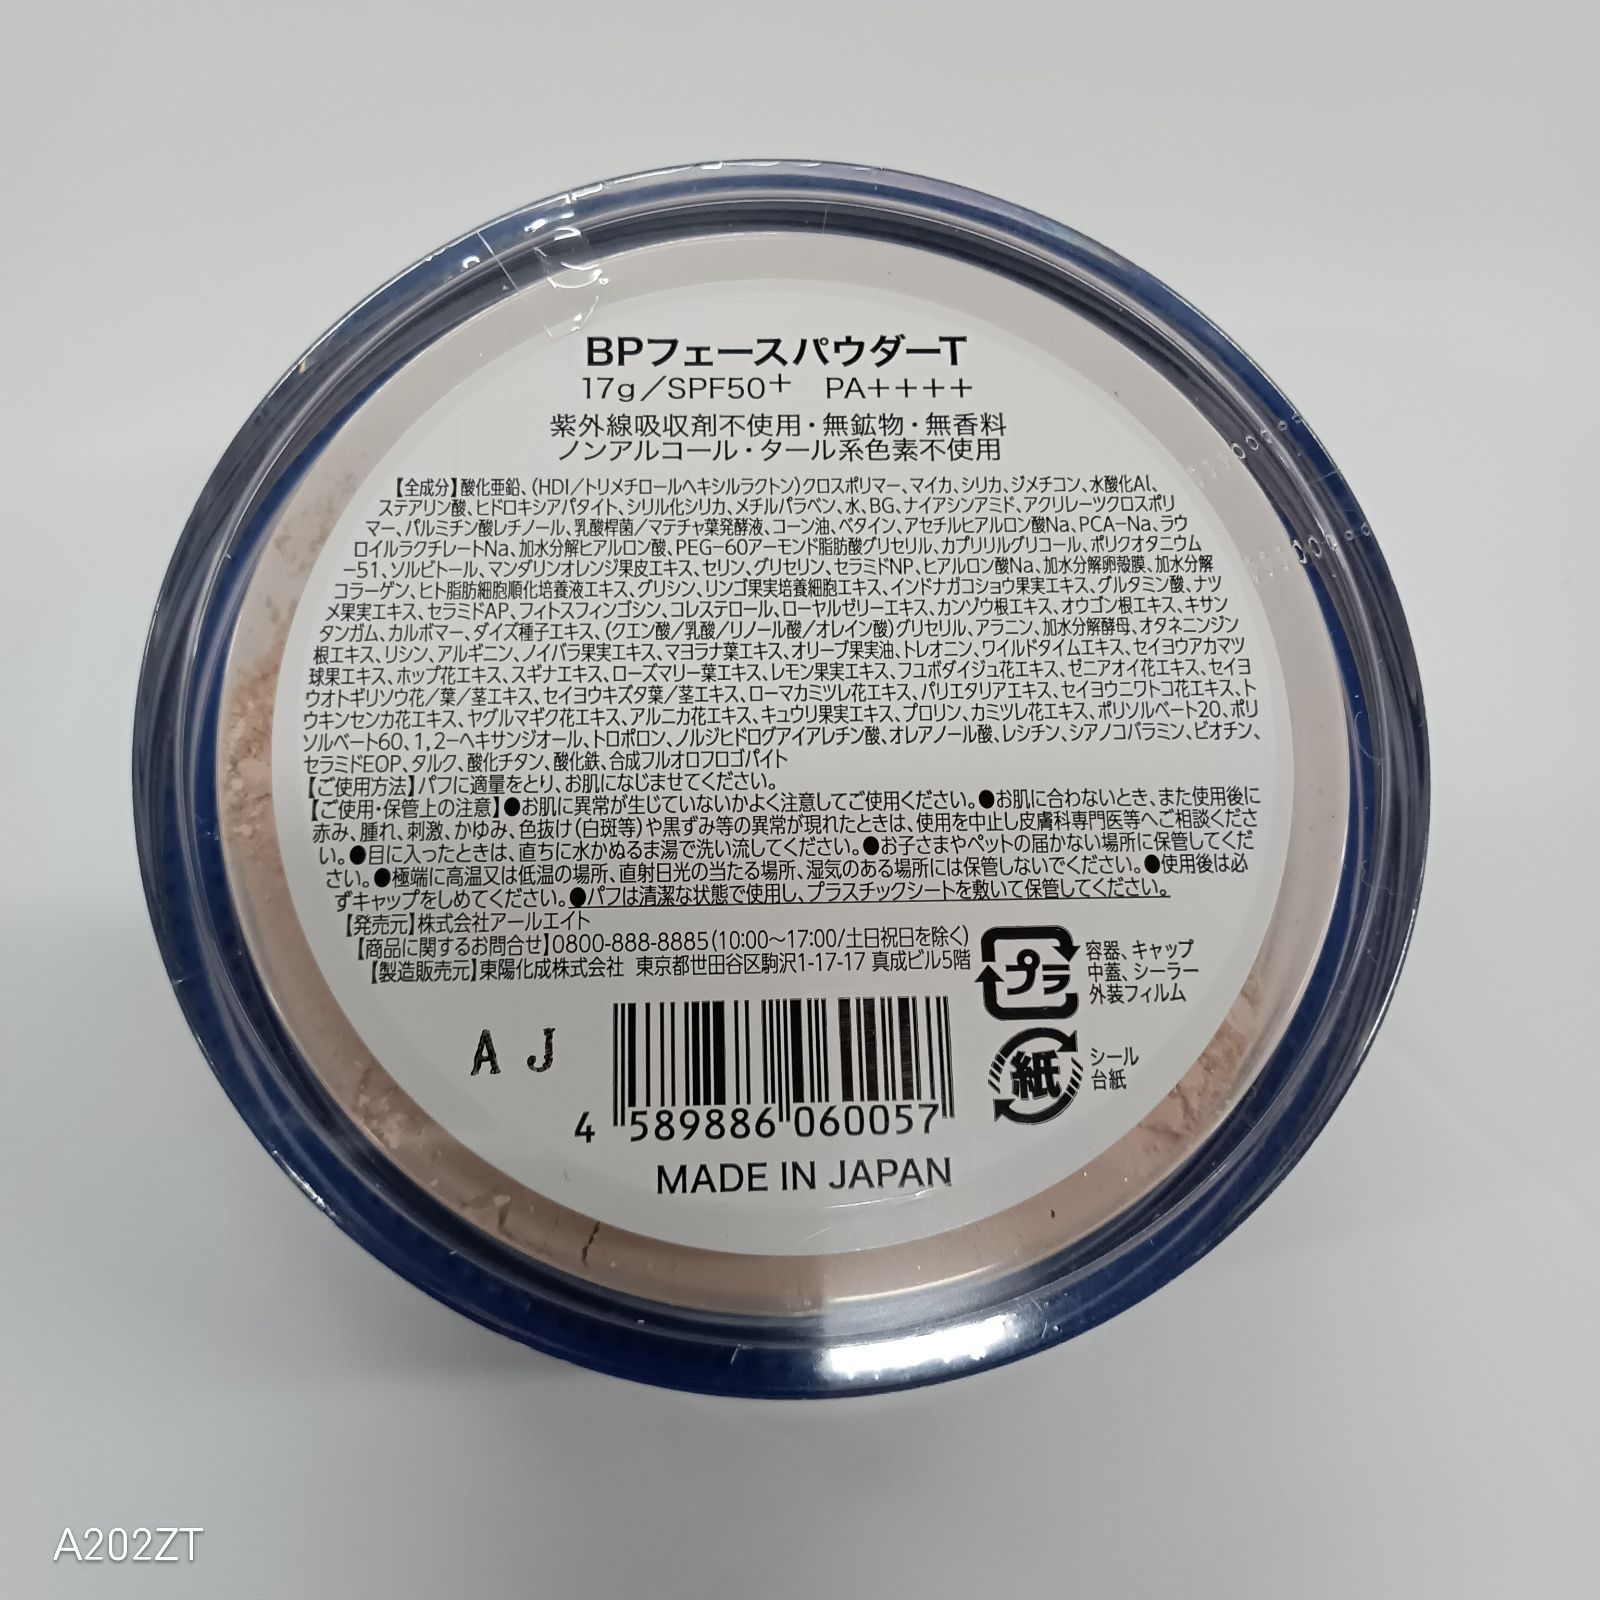 BPフェースパウダーT
17g／SPF50+ PA++++
紫外線吸収剤不使用・無鉱物・無香料
ノンアルコール・タール系色素不使用
【全成分】酸化亜鉛、(HDI／トリメチロールヘキシルラクトン)クロスポリマー、マイカ、シリカ、ジメチコン、水酸化Al、
ステアリン酸、ヒドロキシアパタイト、シリル化シリカ、メチルパラベン、水、BG、ナイアシンアミド、アクリレーツクロスポリ
マー、パルミチン酸レチノール、乳酸桿菌／マテチャ葉発酵液、コーン油、ベタイン、アセチルヒアルロン酸Na、PCA-Na、ラウ
ロイルラクチレートNa、加水分解ヒアルロン酸、PEG-60アーモンド脂肪酸グリセリル、カプリリルグリコール、ポリクオタニウム
-51、ソルビトール、マンダリンオレンジ果皮エキス、セリン、グリセリン、セラミドNP、ヒアルロン酸Na、加水分解卵殻膜、加水分解
コラーゲン、ヒト脂肪細胞順化培養液エキス、グリシン、リンゴ果実培養細胞エキス、インドナガコショウ果実エキス、グルタミン酸、ナツ
メ果実エキス、セラミドAP、フィトスフィンゴシン、コレステロール、ローヤルゼリーエキス、カンゾウ根エキス、オウゴン根エキス、キサン
タンガム、カルボマー、ダイズ種子エキス、(クエン酸／乳酸／リノール酸／オレイン酸)グリセリル、アラニン、加水分解酵母、オタネニンジン
根エキス、リシン、アルギニン、ノイバラ果実エキス、マヨラナ葉エキス、オリーブ果実油、トレオニン、ワイルドタイムエキス、セイヨウアカマツ
球果エキス、ホップ花エキス、スギナエキス、ローズマリー葉エキス、レモン果実エキス、フユボダイジュ花エキス、ゼニアオイ花エキス、セイヨ
ウオトギリソウ花／葉／茎エキス、セイヨウキズタ葉／茎エキス、ローマカミツレ花エキス、パリエタリアエキス、セイヨウニワトコ花エキス、ト
ウキンセンカ花エキス、ヤグルマギク花エキス、アルニカ花エキス、キュウリ果実エキス、プロリン、カミツレ花エキス、ポリソルベート20、ポリ
ソルベート60、1,2-ヘキサンジオール、トロポロン、ノルジヒドログアイアレチン酸、オレアノール酸、レシチン、シアノコバラミン、ビオチン、
セラミドEOP、タルク、酸化チタン、酸化鉄、合成フルオロフロゴパイト
【ご使用方法】パフに適量をとり、お肌になじませてください。
【ご使用・保管上の注意】●お肌に異常が生じていないかよく注意してご使用ください。●お肌に合わないとき、また使用後に
赤み、腫れ、刺激、かゆみ、色抜け(白斑等)や黒ずみ等の異常が現れたときは、使用を中止し皮膚科専門医等へご相談くださ
い。●目に入ったときは、直ちに水かぬるま湯で洗い流してください。●お子さまやペットの届かない場所に保管してくだ
さい。●極端に高温又は低温の場所、直射日光の当たる場所、湿気のある場所には保管しないでください。●使用後は必
ずキャップをしめてください。●パフは清潔な状態で使用し、プラスチックシートを敷いて保管してください。
【発売元】株式会社アールエイト
【商品に関するお問合せ】0800-888-8885(10:00〜17:00/土日祝日を除く)
【製造販売元】東陽化成株式会社 東京都世田谷区駒沢1-17-17 真成ビル5階
プラ
容器、キャップ
中蓋、シーラー
外装フィルム
紙
シール
台紙
A J
4 589886 060057
MADE IN JAPAN
A202ZT